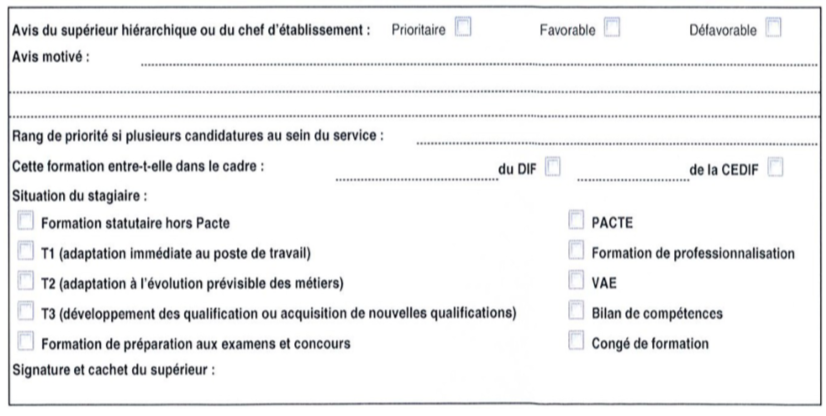 Avis du supérieur hiérarchique ou du chef d'établissement : Prioritaire Favorable Défavorable
Avis motivé :
Rang de priorité si plusieurs candidatures au sein du service :
Cette formation entre-t-elle dans le cadre : du DIF de la CEDIF
Situation du stagiaire :
Formation statutaire hors Pacte PACTE
T1 (adaptation immédiate au poste de travail) Formation de professionnalisation
T2 (adaptation à l'évolution prévisible des métiers) VAE
T3 (développement des qualification ou acquisition de nouvelles qualifications) Bilan de compétences
Formation de préparation aux examens et concours Congé de formation
Signature et cachet du supérieur :